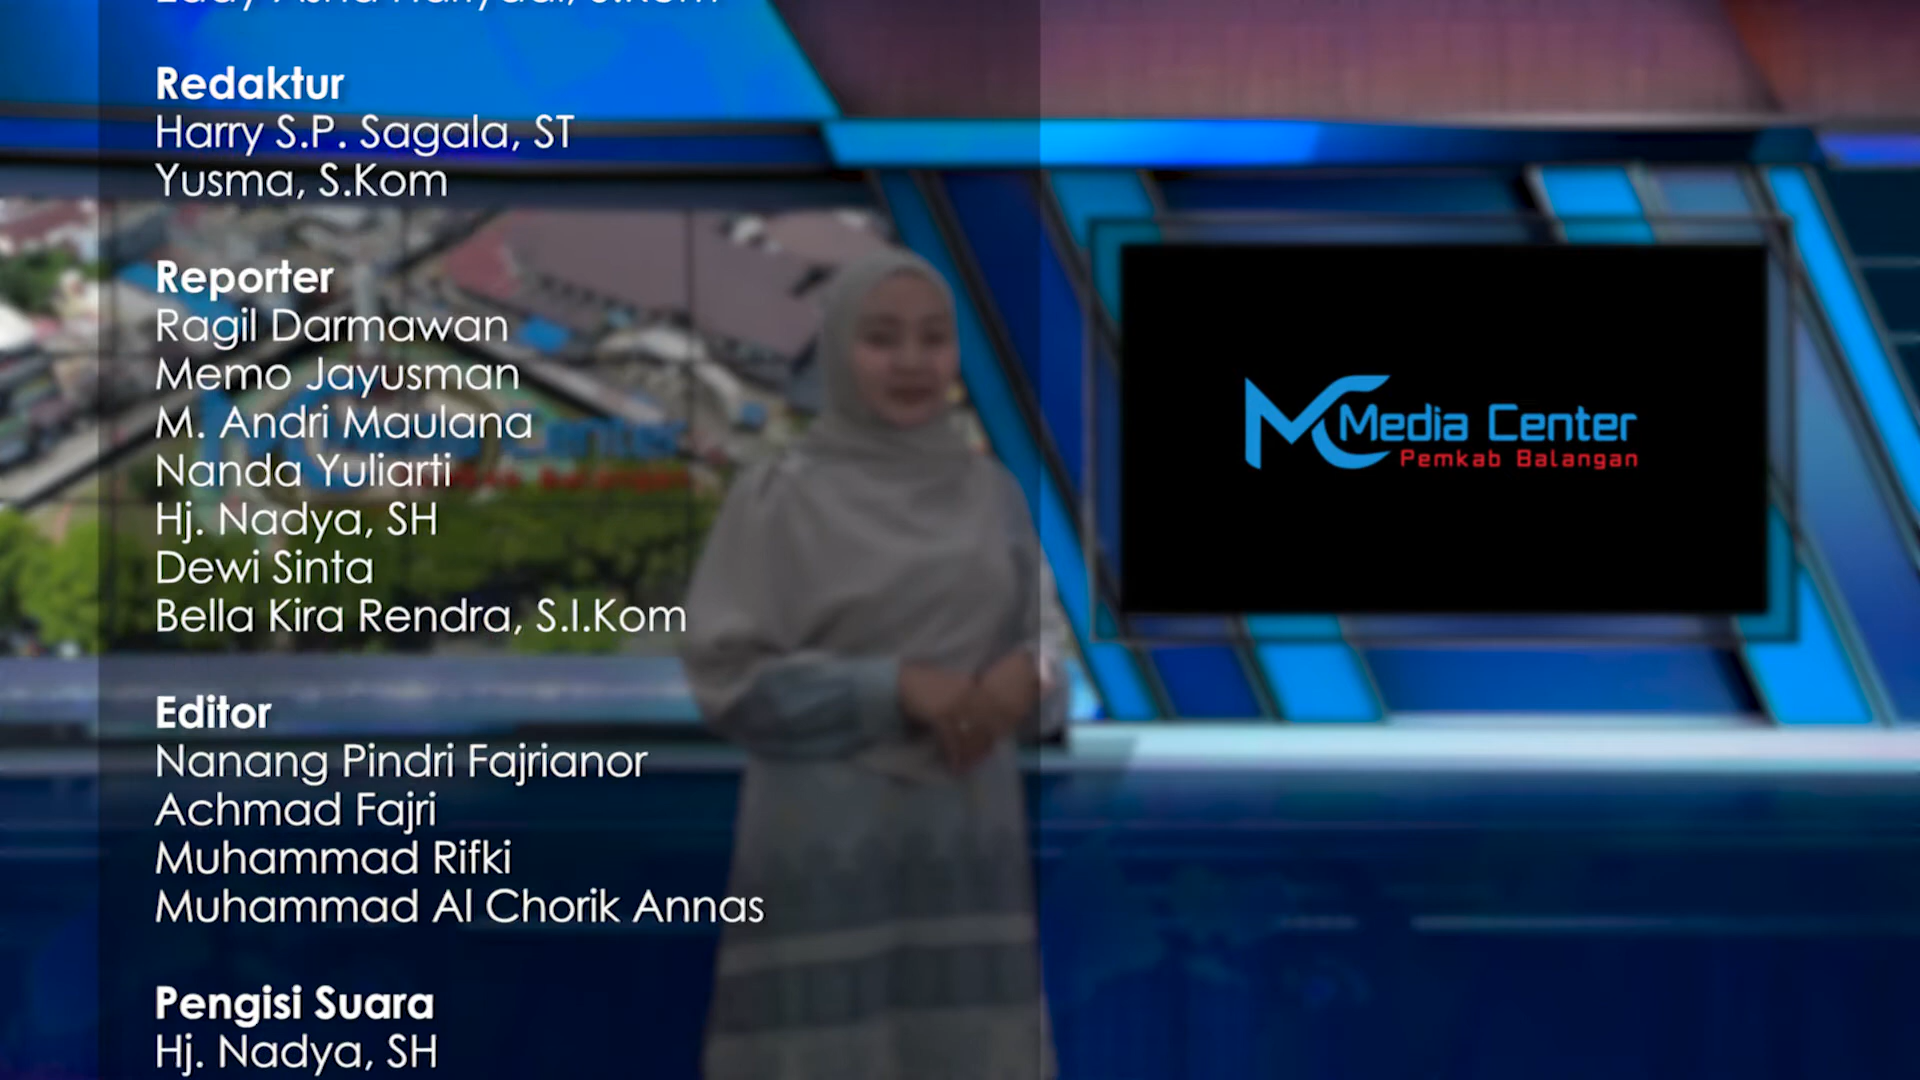 Redaktur
Harry S.P. Sagala, ST
Yusma, S.Kom
Reporter
Ragil Darmawan
Memo Jayusman
M. Andri Maulana
Nanda Yuliarti
Hj. Nadya, SH
Dewi Sinta
Bella Kira Rendra, S.I.Kom
Editor
Nanang Pindri Fajrianor
Achmad Fajri
Muhammad Rifki
Muhammad Al Chorik Annas
Pengisi Suara
Hj. Nadya, SH
MC Media Center
Pemkab Balangan